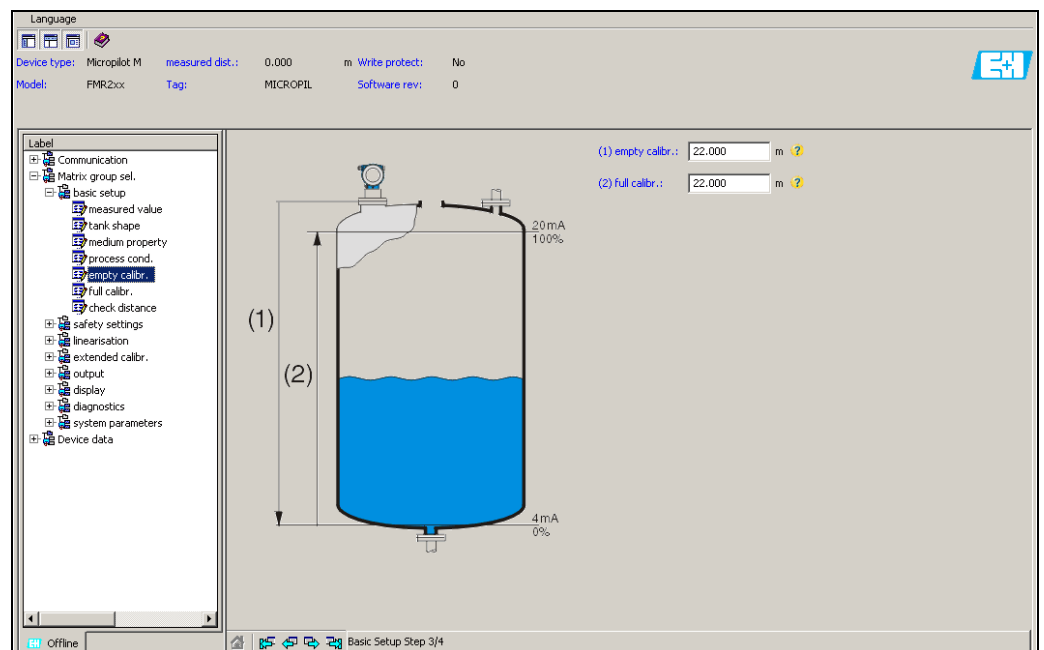 Language
Device type: Micropilot M measured dist.: 0.000 m Write protect: No
Model: FMR2xx Tag: MICROPIL Software rev: 0
E+H
Label
Communication
Matrix group sel.
basic setup
measured value
tank shape
medium property
process cond.
empty calibr.
full calibr.
check distance
safety settings
linearisation
extended calibr.
output
display
diagnostics
system parameters
Device data
(1) empty calibr.: 22.000 m ?
(2) full calibr.: 22.000 m ?
20mA
100%
(1)
(2)
4mA
0%
Offline
Basic Setup Step 3/4